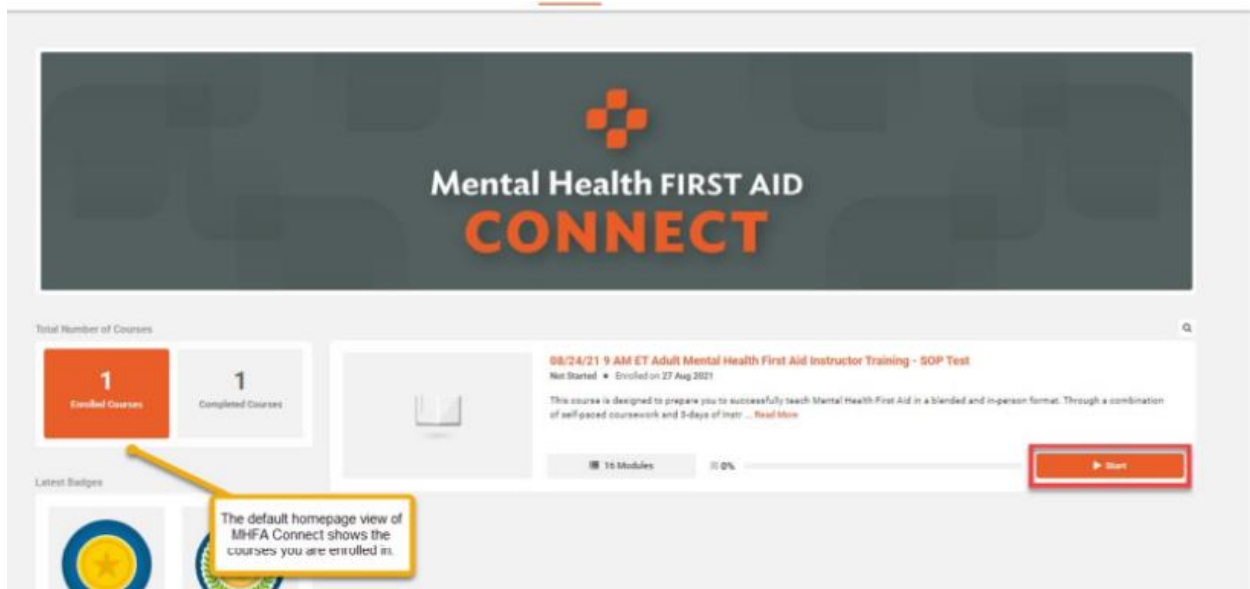 Mental Health FIRST AID
CONNECT
Total Number of Courses
1
Enrolled Courses
1
Completed Courses
08/24/21 9 AM ET Adult Mental Health First Aid Instructor Training - SOP Test
Not Started • Enrolled on 27 Aug 2021
This course is designed to prepare you to successfully teach Mental Health First Aid in a blended and in-person format. Through a combination
of self-paced coursework and 3-days of Instr ... Read More
16 Modules
0%
Start
Latest Badges
The default homepage view of
MHFA Connect shows the
courses you are enrolled in.